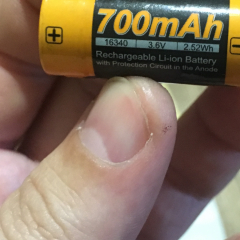 700mAh
16340 3.6V 2.52Wh
Rechargeable Li-ion Battery
with Protection Circuit in the Anode